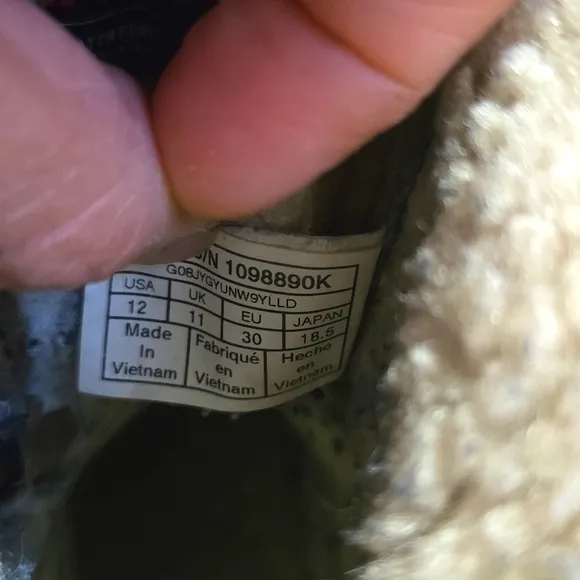 /N 1098890K
G08JYGYUNW9YLLD
USA UK EU JAPAN
12 11 30 18.5
Made Fabriqué Hecho
In en en
Vietnam Vietnam Vietnam